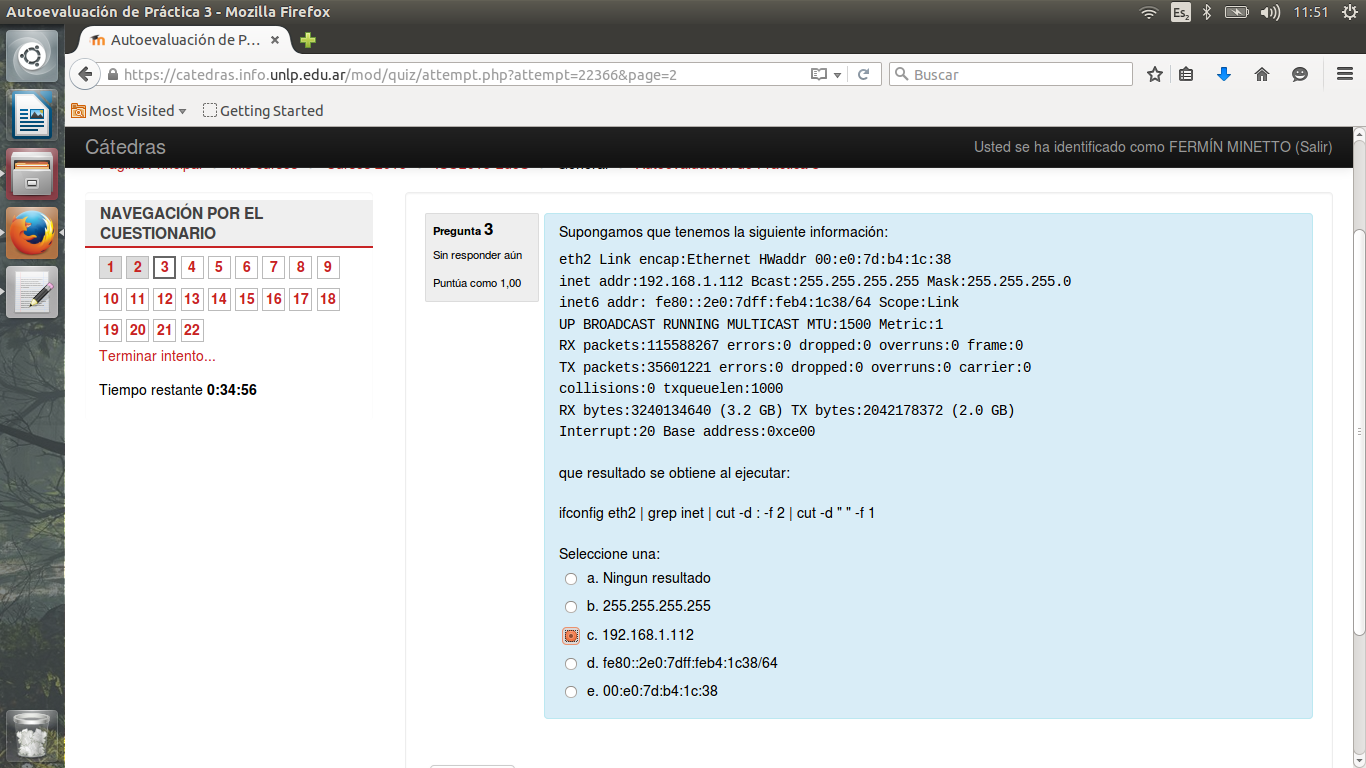 Autoevaluación de Práctica 3 - Mozilla Firefox
Es2
11:51
Autoevaluación de P...
https://catedras.info.unlp.edu.ar/mod/quiz/attempt.php?attempt=22366&page=2
Buscar
Most Visited
Getting Started
Cátedras
Usted se ha identificado como FERMÍN MINETTO (Salir)
NAVEGACIÓN POR EL
CUESTIONARIO
1 2 3 4 5 6 7 8 9
10 11 12 13 14 15 16 17 18
19 20 21 22
Terminar intento...
Tiempo restante 0:34:56
Pregunta 3
Sin responder aún
Puntúa como 1,00
Supongamos que tenemos la siguiente información:
eth2 Link encap:Ethernet HWaddr 00:e0:7d:b4:1c:38
inet addr:192.168.1.112 Bcast:255.255.255.255 Mask:255.255.255.0
inet6 addr: fe80::2e0:7dff:feb4:1c38/64 Scope:Link
UP BROADCAST RUNNING MULTICAST MTU:1500 Metric:1
RX packets:115588267 errors:0 dropped:0 overruns:0 frame:0
TX packets:35601221 errors:0 dropped:0 overruns:0 carrier:0
collisions:0 txqueuelen:1000
RX bytes:3240134640 (3.2 GB) TX bytes:2042178372 (2.0 GB)
Interrupt:20 Base address:0xce00
que resultado se obtiene al ejecutar:
ifconfig eth2 | grep inet | cut -d : -f 2 | cut -d " " -f 1
Seleccione una:
a. Ningun resultado
b. 255.255.255.255
c. 192.168.1.112
d. fe80::2e0:7dff:feb4:1c38/64
e. 00:e0:7d:b4:1c:38